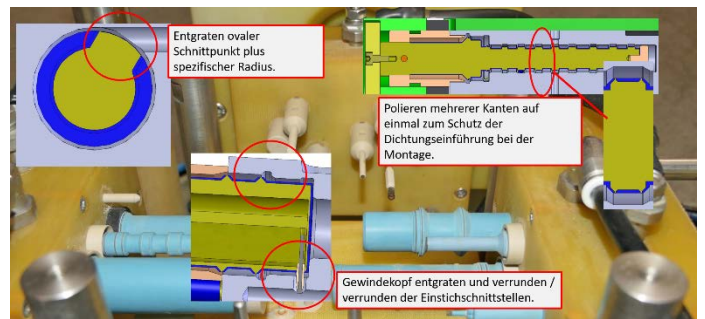 Entgraten ovaler
Schnittpunkt plus
spezifischer Radius.
Polieren mehrerer Kanten auf
einmal zum Schutz der
Dichtungseinführung bei der
Montage.
Gewindekopf entgraten und verrunden /
verrunden der Einstichschnittstellen.